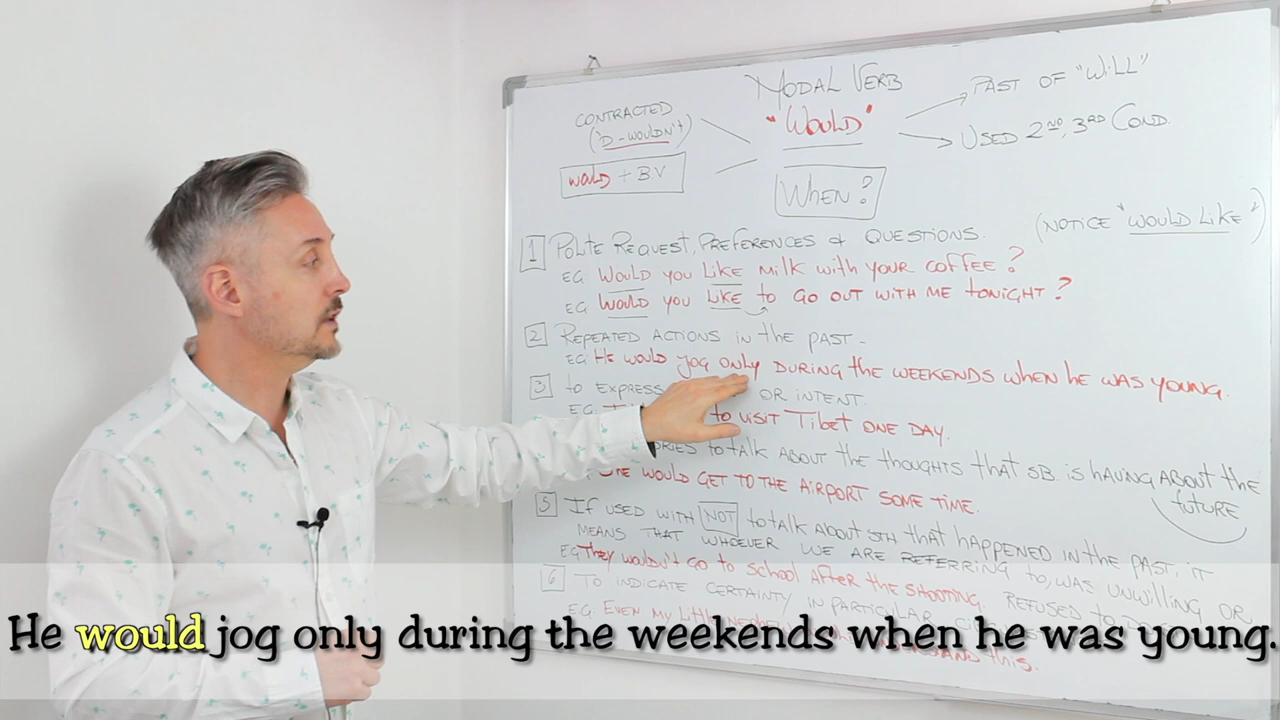 MODAL VERB
"WOULD"
PAST OF "WILL"
USED 2ND, 3RD COND.
CONTRACTED
('D - WOULDN'T)
WOULD + B.V
WHEN?
(NOTICE "WOULD LIKE")
1 POLITE REQUEST, PREFERENCES & QUESTIONS.
EG WOULD YOU LIKE MILK WITH YOUR COFFEE?
EG WOULD YOU LIKE TO GO OUT WITH ME TONIGHT?
2 REPEATED ACTIONS IN THE PAST -
EG HE WOULD JOG ONLY DURING THE WEEKENDS WHEN HE WAS YOUNG.
3 TO EXPRESS OR INTENT.
EG. TO VISIT TIBET ONE DAY.
TO TALK ABOUT THE THOUGHTS THAT SB. IS HAVING ABOUT THE FUTURE
WOULD GET TO THE AIRPORT SOME TIME.
5 IF USED WITH NOT TO TALK ABOUT STH THAT HAPPENED IN THE PAST, IT
MEANS THAT WHOEVER WE ARE REFERRING TO, WAS UNWILLING OR
EG They wouldn't GO TO SCHOOL AFTER THE SHOOTING. REFUSED TO
6 TO INDICATE CERTAINTY IN PARTICULAR
EG. EVEN MY LITTLE THIS.
He would jog only during the weekends when he was young.